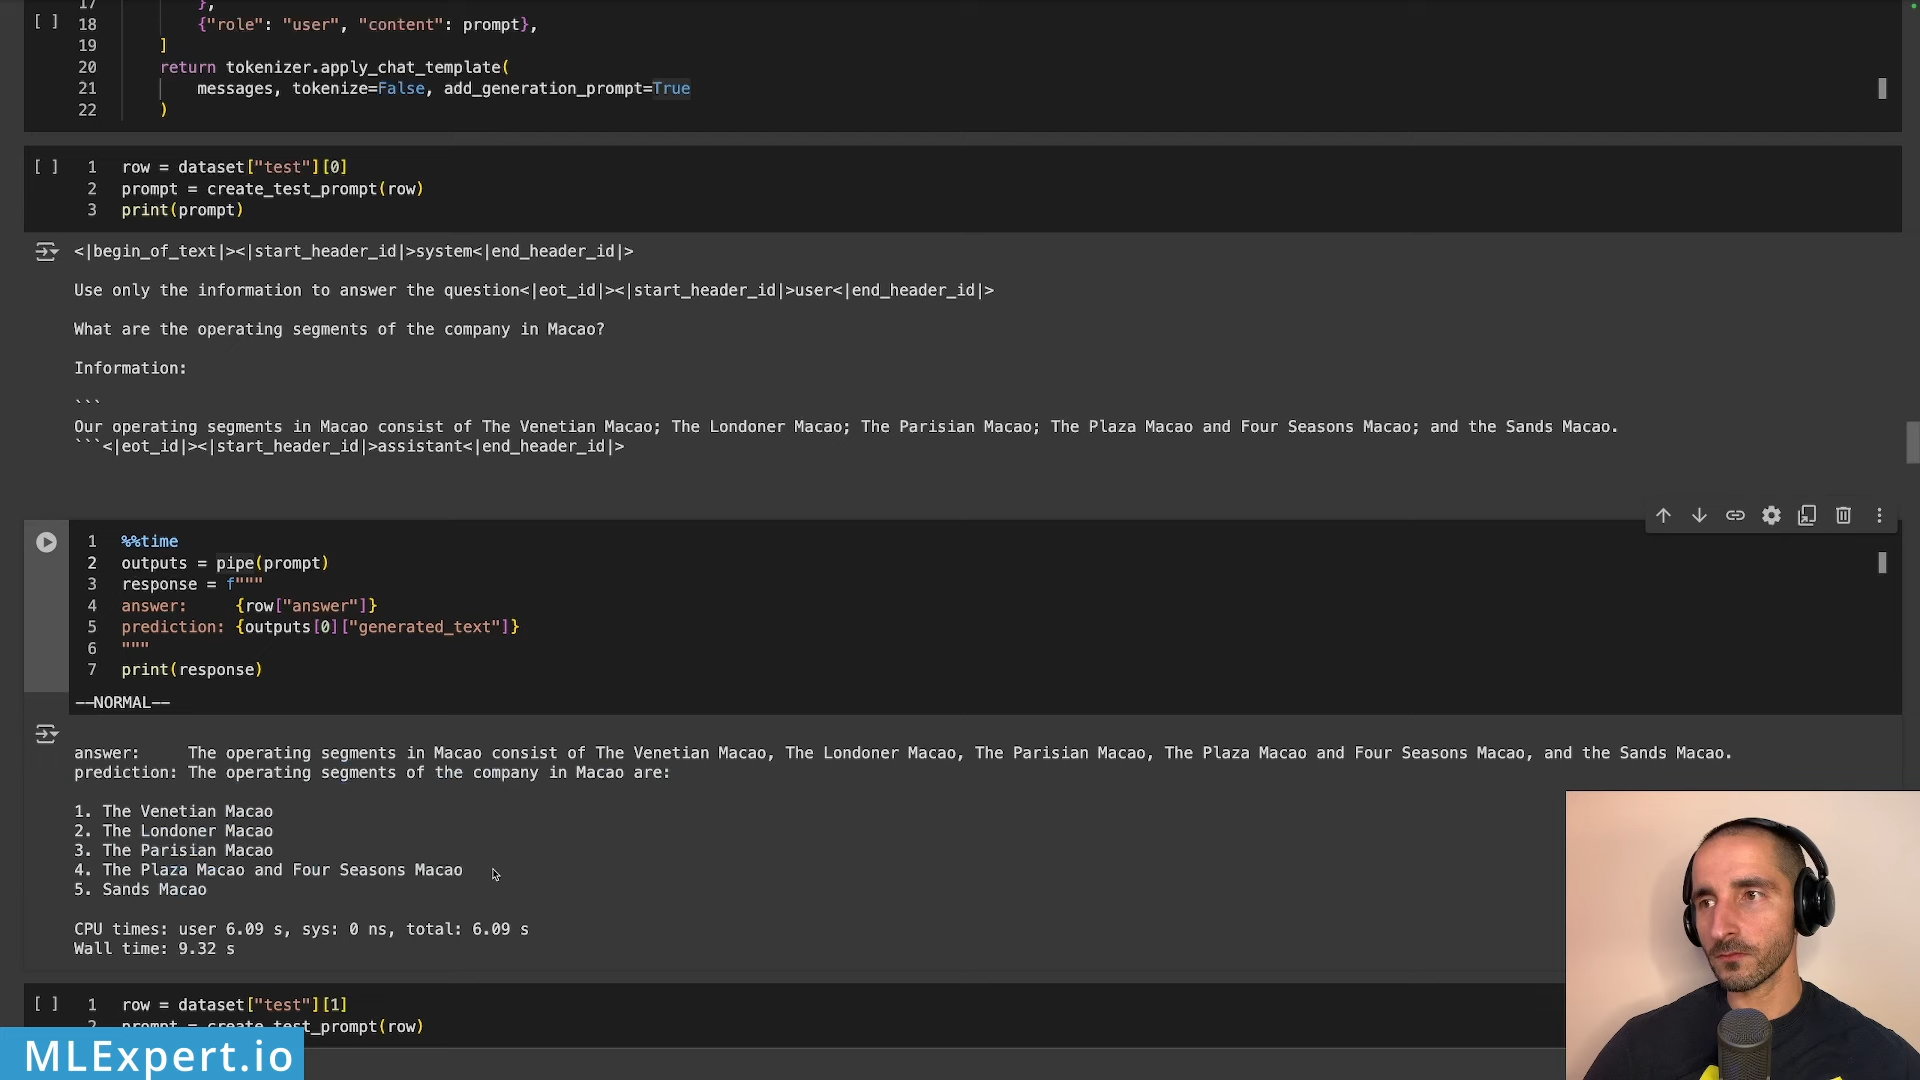 17 },
[ ] 18 {"role": "user", "content": prompt},
19 ]
20 return tokenizer.apply_chat_template(
21 messages, tokenize=False, add_generation_prompt=True
22 )
[ ] 1 row = dataset["test"][0]
2 prompt = create_test_prompt(row)
3 print(prompt)
<|begin_of_text|><|start_header_id|>system<|end_header_id|>
Use only the information to answer the question<|eot_id|><|start_header_id|>user<|end_header_id|>
What are the operating segments of the company in Macao?
Information:
```
Our operating segments in Macao consist of The Venetian Macao; The Londoner Macao; The Parisian Macao; The Plaza Macao and Four Seasons Macao; and the Sands Macao.
```<|eot_id|><|start_header_id|>assistant<|end_header_id|>
1 %%time
2 outputs = pipe(prompt)
3 response = f"""
4 answer: {row["answer"]}
5 prediction: {outputs[0]["generated_text"]}
6 """
7 print(response)
--NORMAL--
answer: The operating segments in Macao consist of The Venetian Macao, The Londoner Macao, The Parisian Macao, The Plaza Macao and Four Seasons Macao, and the Sands Macao.
prediction: The operating segments of the company in Macao are:
1. The Venetian Macao
2. The Londoner Macao
3. The Parisian Macao
4. The Plaza Macao and Four Seasons Macao
5. Sands Macao
CPU times: user 6.09 s, sys: 0 ns, total: 6.09 s
Wall time: 9.32 s
[ ] 1 row = dataset["test"][1]
2 prompt = create_test_prompt(row)
MLExpert.io